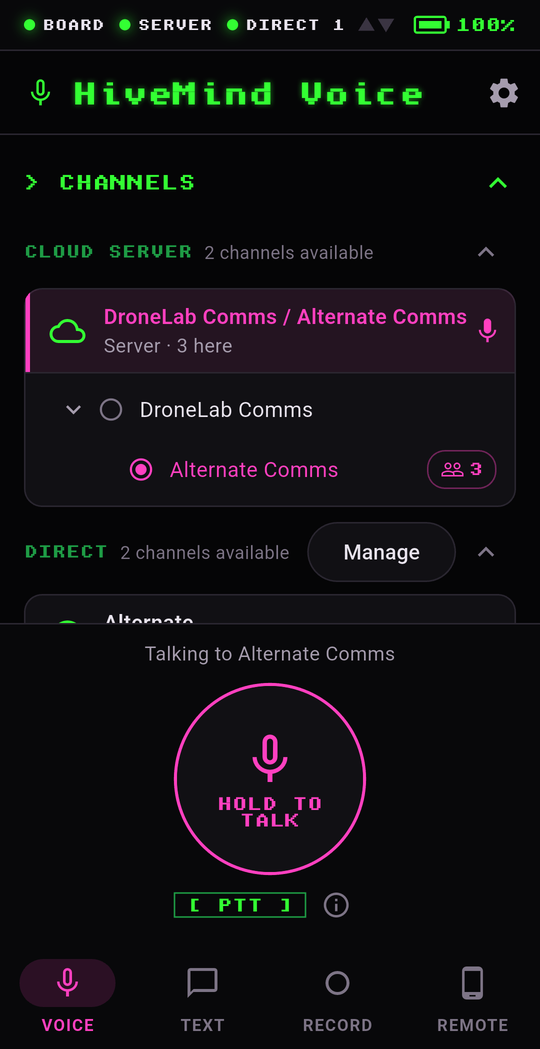 BOARD SERVER DIRECT 1 100%
HiveMind Voice
> CHANNELS
CLOUD SERVER 2 channels available
DroneLab Comms / Alternate Comms
Server · 3 here
DroneLab Comms
Alternate Comms 3
DIRECT 2 channels available Manage
Alternate
Talking to Alternate Comms
HOLD TO
TALK
[ PTT ]
VOICE TEXT RECORD REMOTE